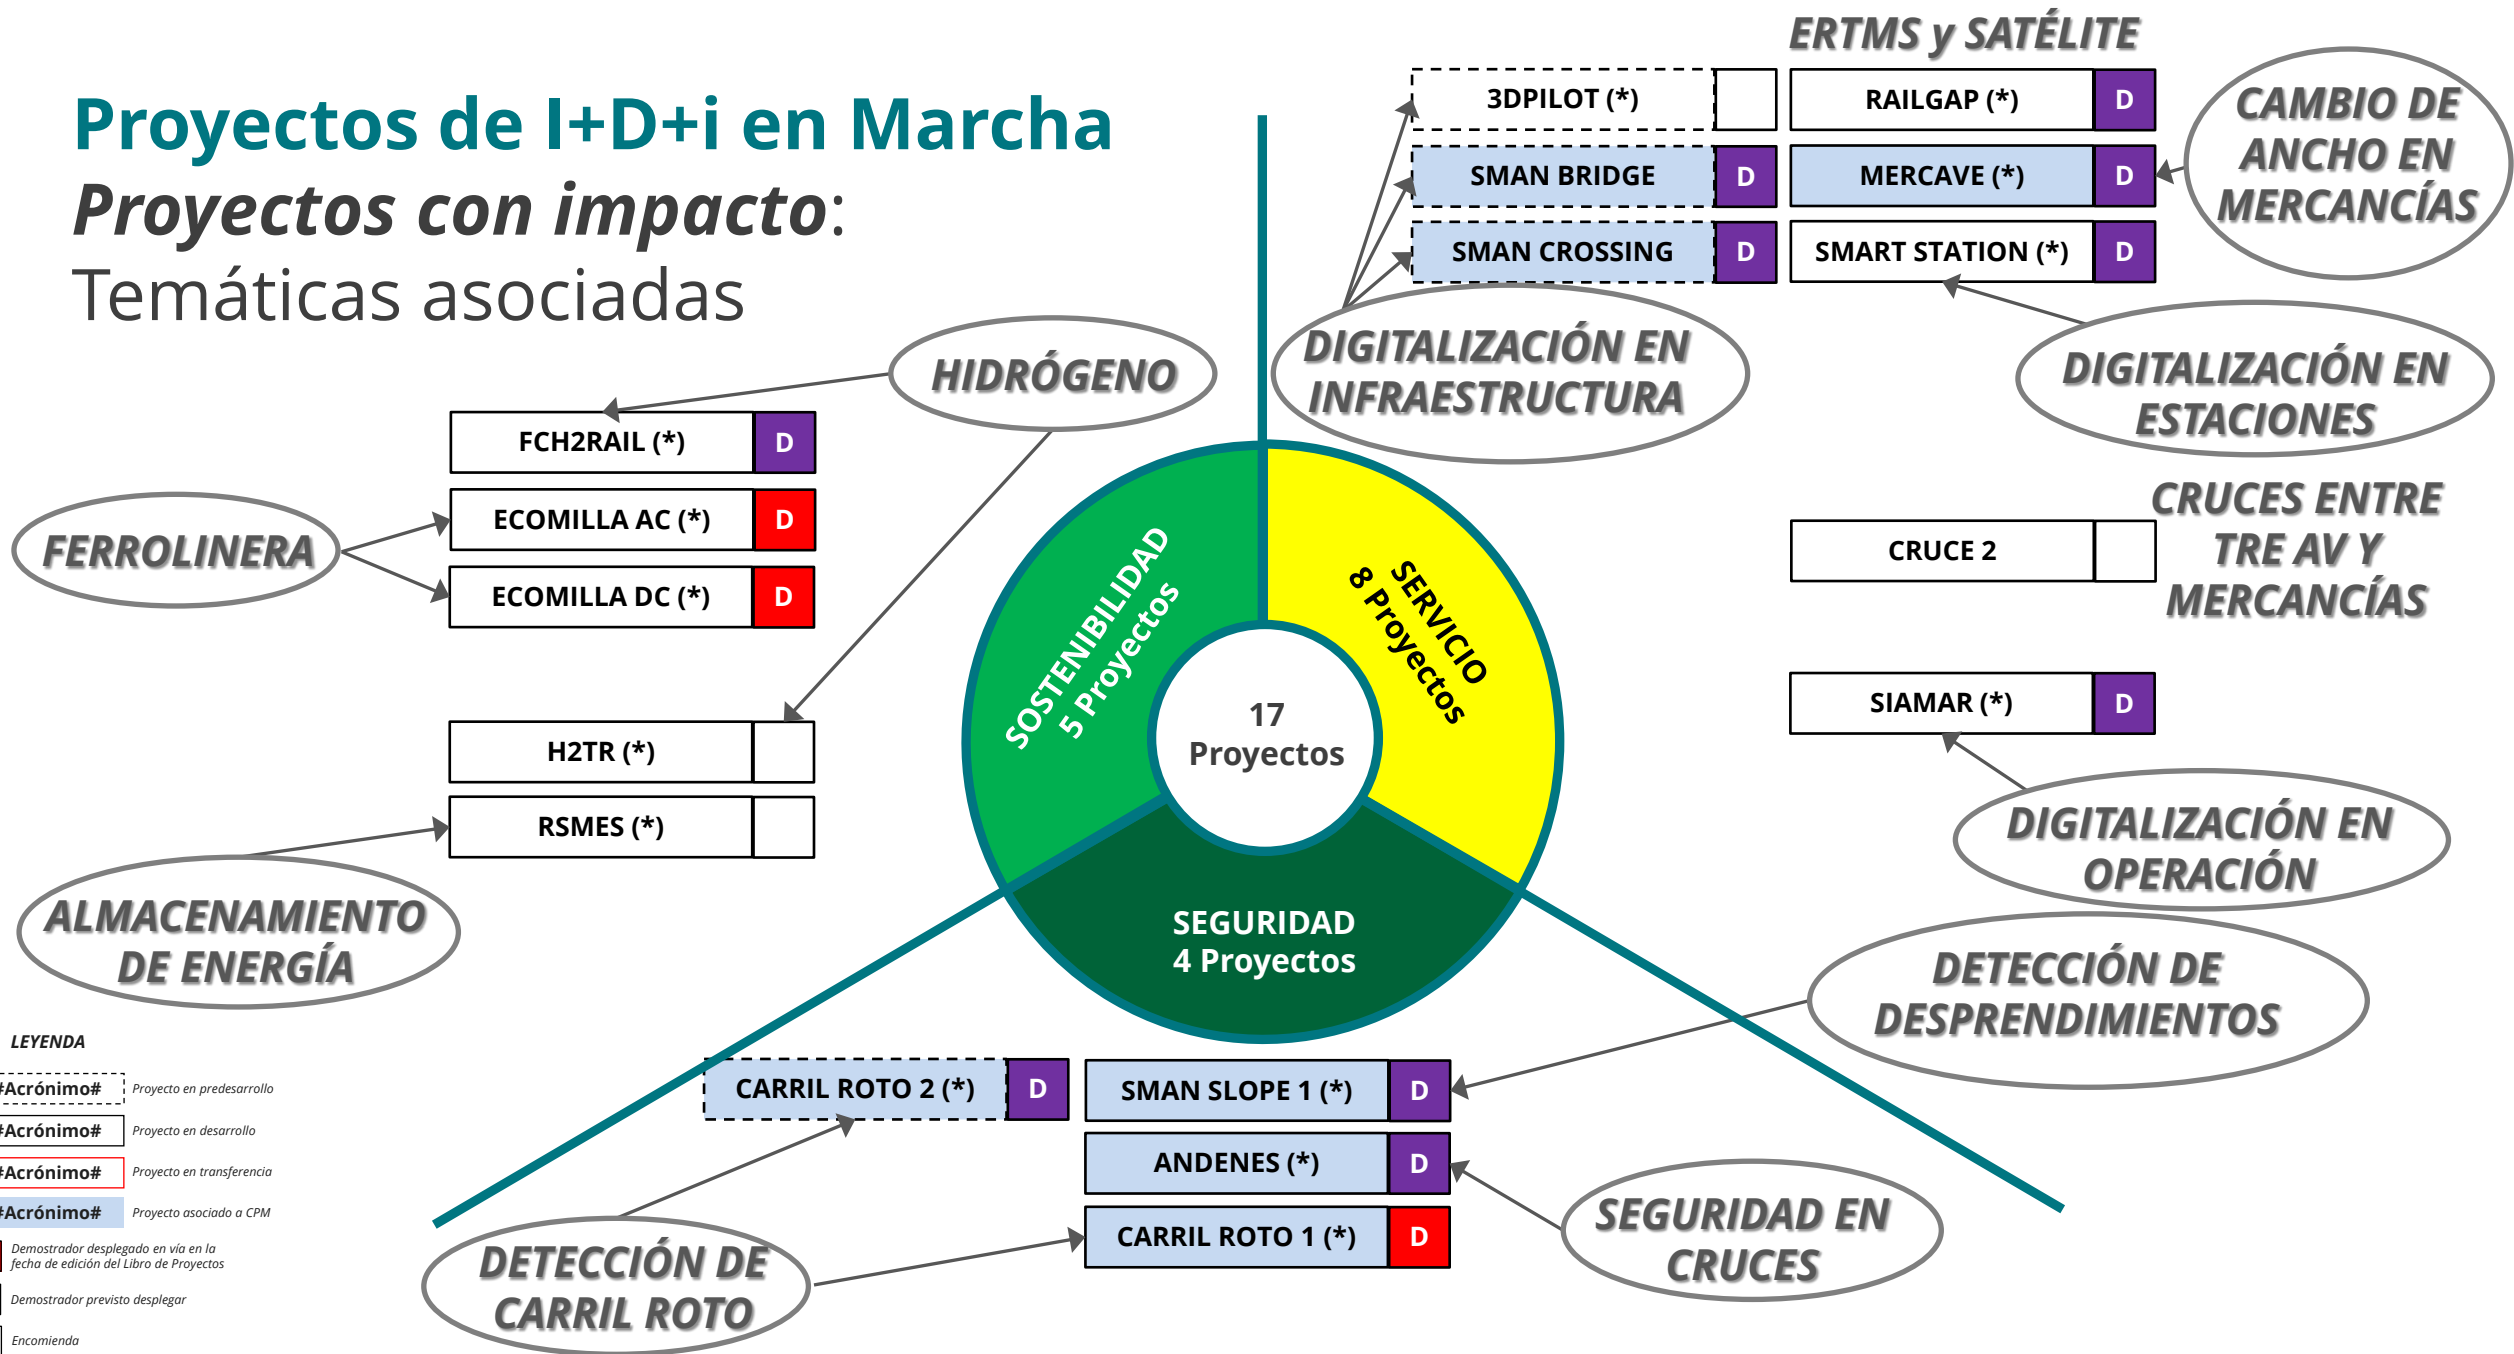 Proyectos de I+D+i en Marcha
Proyectos con impacto:
Temáticas asociadas
ERTMS y SATÉLITE
3DPILOT (*)
RAILGAP (*) D
SMAN BRIDGE D
MERCAVE (*) D
SMAN CROSSING D
SMART STATION (*) D
CAMBIO DE
ANCHO EN
MERCANCÍAS
DIGITALIZACIÓN EN
INFRAESTRUCTURA
DIGITALIZACIÓN EN
ESTACIONES
HIDRÓGENO
FCH2RAIL (*) D
ECOMILLA AC (*) D
ECOMILLA DC (*) D
FERROLINERA
H2TR (*)
RSMES (*)
ALMACENAMIENTO
DE ENERGÍA
SOSTENIBILIDAD
5 Proyectos
SERVICIO
8 Proyectos
17
Proyectos
SEGURIDAD
4 Proyectos
CRUCE 2
CRUCES ENTRE
TRE AV Y
MERCANCÍAS
SIAMAR (*) D
DIGITALIZACIÓN EN
OPERACIÓN
DETECCIÓN DE
DESPRENDIMIENTOS
CARRIL ROTO 2 (*) D
SMAN SLOPE 1 (*) D
ANDENES (*) D
CARRIL ROTO 1 (*) D
SEGURIDAD EN
CRUCES
DETECCIÓN DE
CARRIL ROTO
LEYENDA
#Acrónimo# Proyecto en predesarrollo
#Acrónimo# Proyecto en desarrollo
#Acrónimo# Proyecto en transferencia
#Acrónimo# Proyecto asociado a CPM
Demostrador desplegado en vía en la
fecha de edición del Libro de Proyectos
Demostrador previsto desplegar
Encomienda